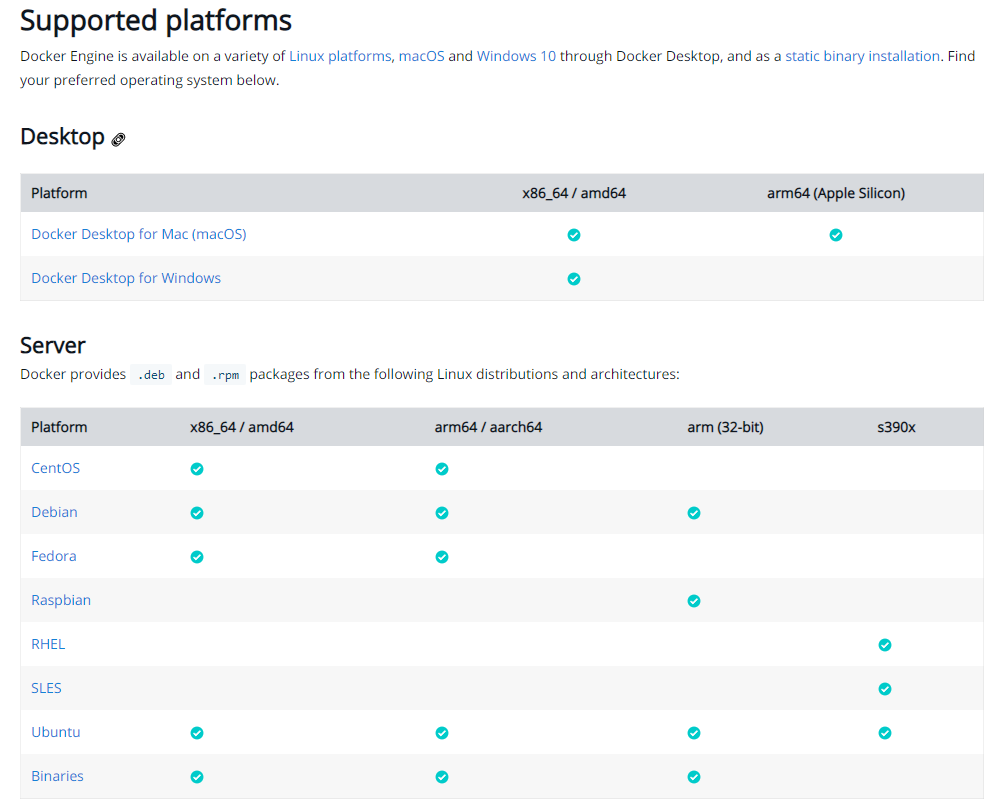 Supported platforms
Docker Engine is available on a variety of Linux platforms, macOS and Windows 10 through Docker Desktop, and as a static binary installation. Find
your preferred operating system below.
Desktop
Platform x86_64 / amd64 arm64 (Apple Silicon)
Docker Desktop for Mac (macOS)
Docker Desktop for Windows
Server
Docker provides .deb and .rpm packages from the following Linux distributions and architectures:
Platform x86_64 / amd64 arm64 / aarch64 arm (32-bit) s390x
CentOS
Debian
Fedora
Raspbian
RHEL
SLES
Ubuntu
Binaries